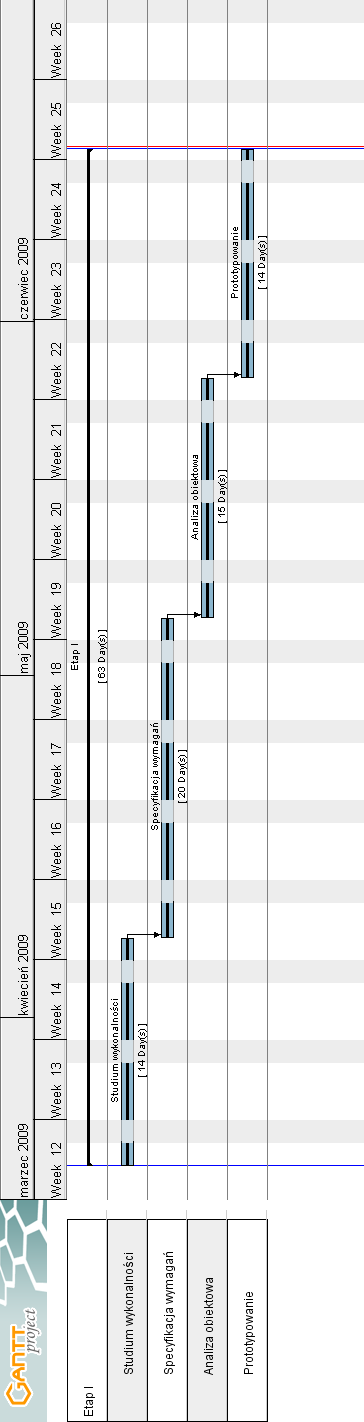 GANTT
project
marzec 2009
kwiecień 2009
maj 2009
czerwiec 2009
Week 12
Week 13
Week 14
Week 15
Week 16
Week 17
Week 18
Week 19
Week 20
Week 21
Week 22
Week 23
Week 24
Week 25
Week 26
Etap I
Etap I
[ 63 Day(s) ]
Studium wykonalności
Studium wykonalności
[ 14 Day(s) ]
Specyfikacja wymagań
Specyfikacja wymagań
[ 20 Day(s) ]
Analiza obiektowa
Analiza obiektowa
[ 15 Day(s) ]
Prototypowanie
Prototypowanie
[ 14 Day(s) ]